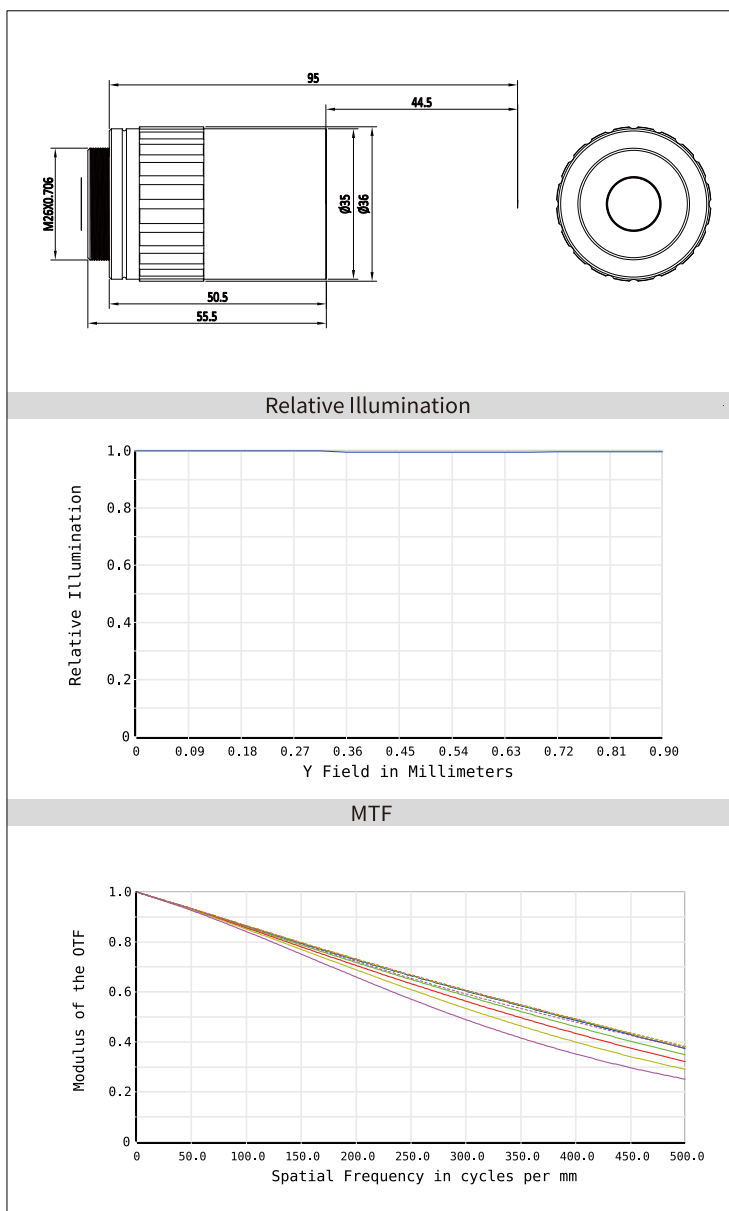 95
44.5
M26X0.706
Ø35
Ø36
50.5
55.5
Relative Illumination
Relative Illumination
1.0
0.8
0.6
0.4
0.2
0
0 0.09 0.18 0.27 0.36 0.45 0.54 0.63 0.72 0.81 0.90
Y Field in Millimeters
MTF
Modulus of the OTF
1.0
0.8
0.6
0.4
0.2
0
0 50.0 100.0 150.0 200.0 250.0 300.0 350.0 400.0 450.0 500.0
Spatial Frequency in cycles per mm